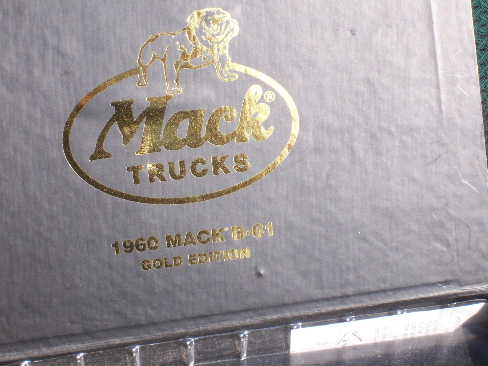 Mack®
TRUCKS
1960 MACK B-61
GOLD EDITION